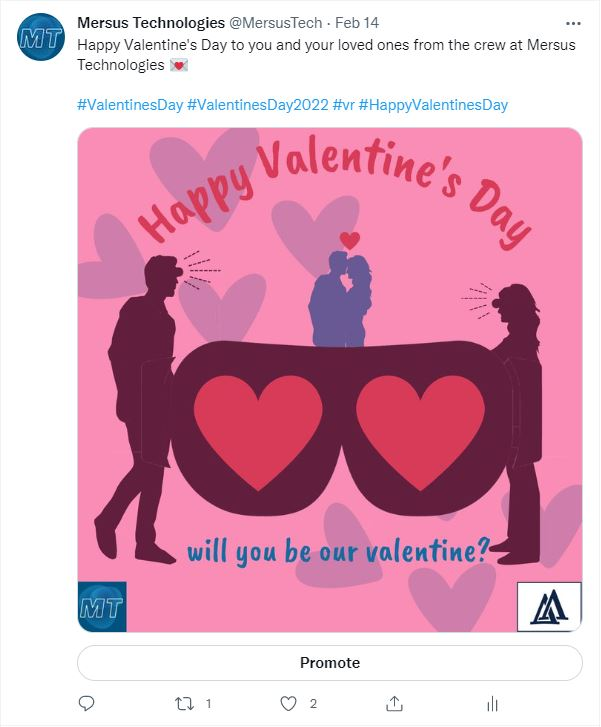 Mersus Technologies @MersusTech · Feb 14
Happy Valentine's Day to you and your loved ones from the crew at Mersus
Technologies 💌
#ValentinesDay #ValentinesDay2022 #vr #HappyValentinesDay
Happy Valentine's Day
will you be our valentine?
MT
Promote
1
2